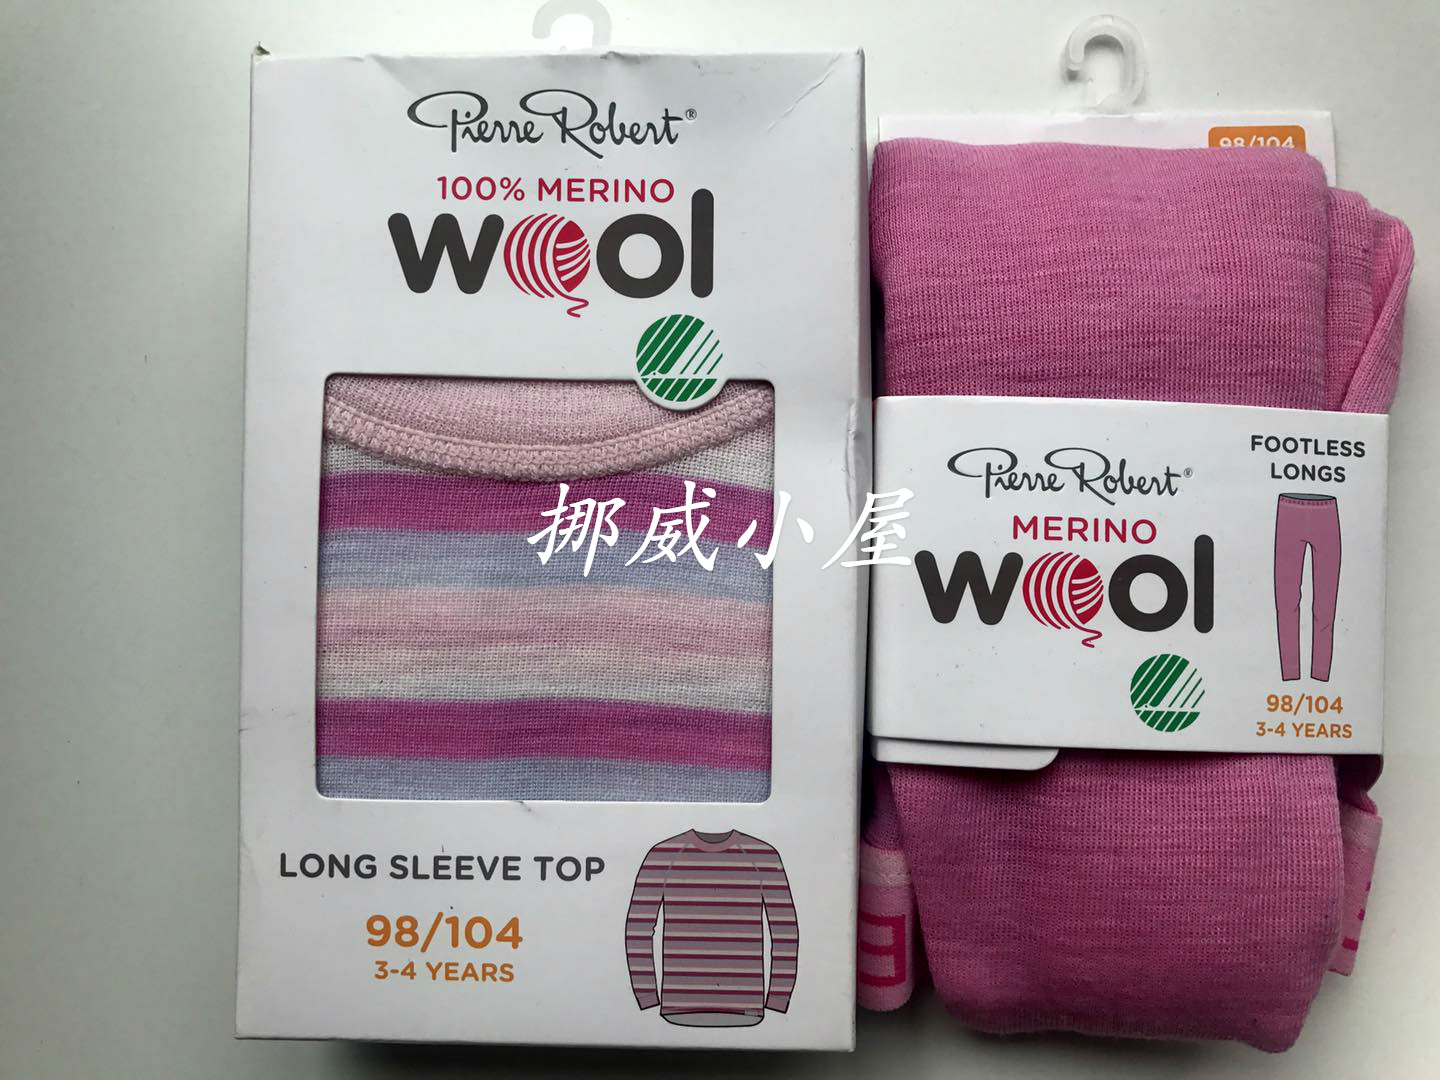 Pierre Robert®
100% MERINO
wool
LONG SLEEVE TOP
98/104
3-4 YEARS
挪威小屋
98/104
FOOTLESS
LONGS
Pierre Robert®
MERINO
wool
98/104
3-4 YEARS